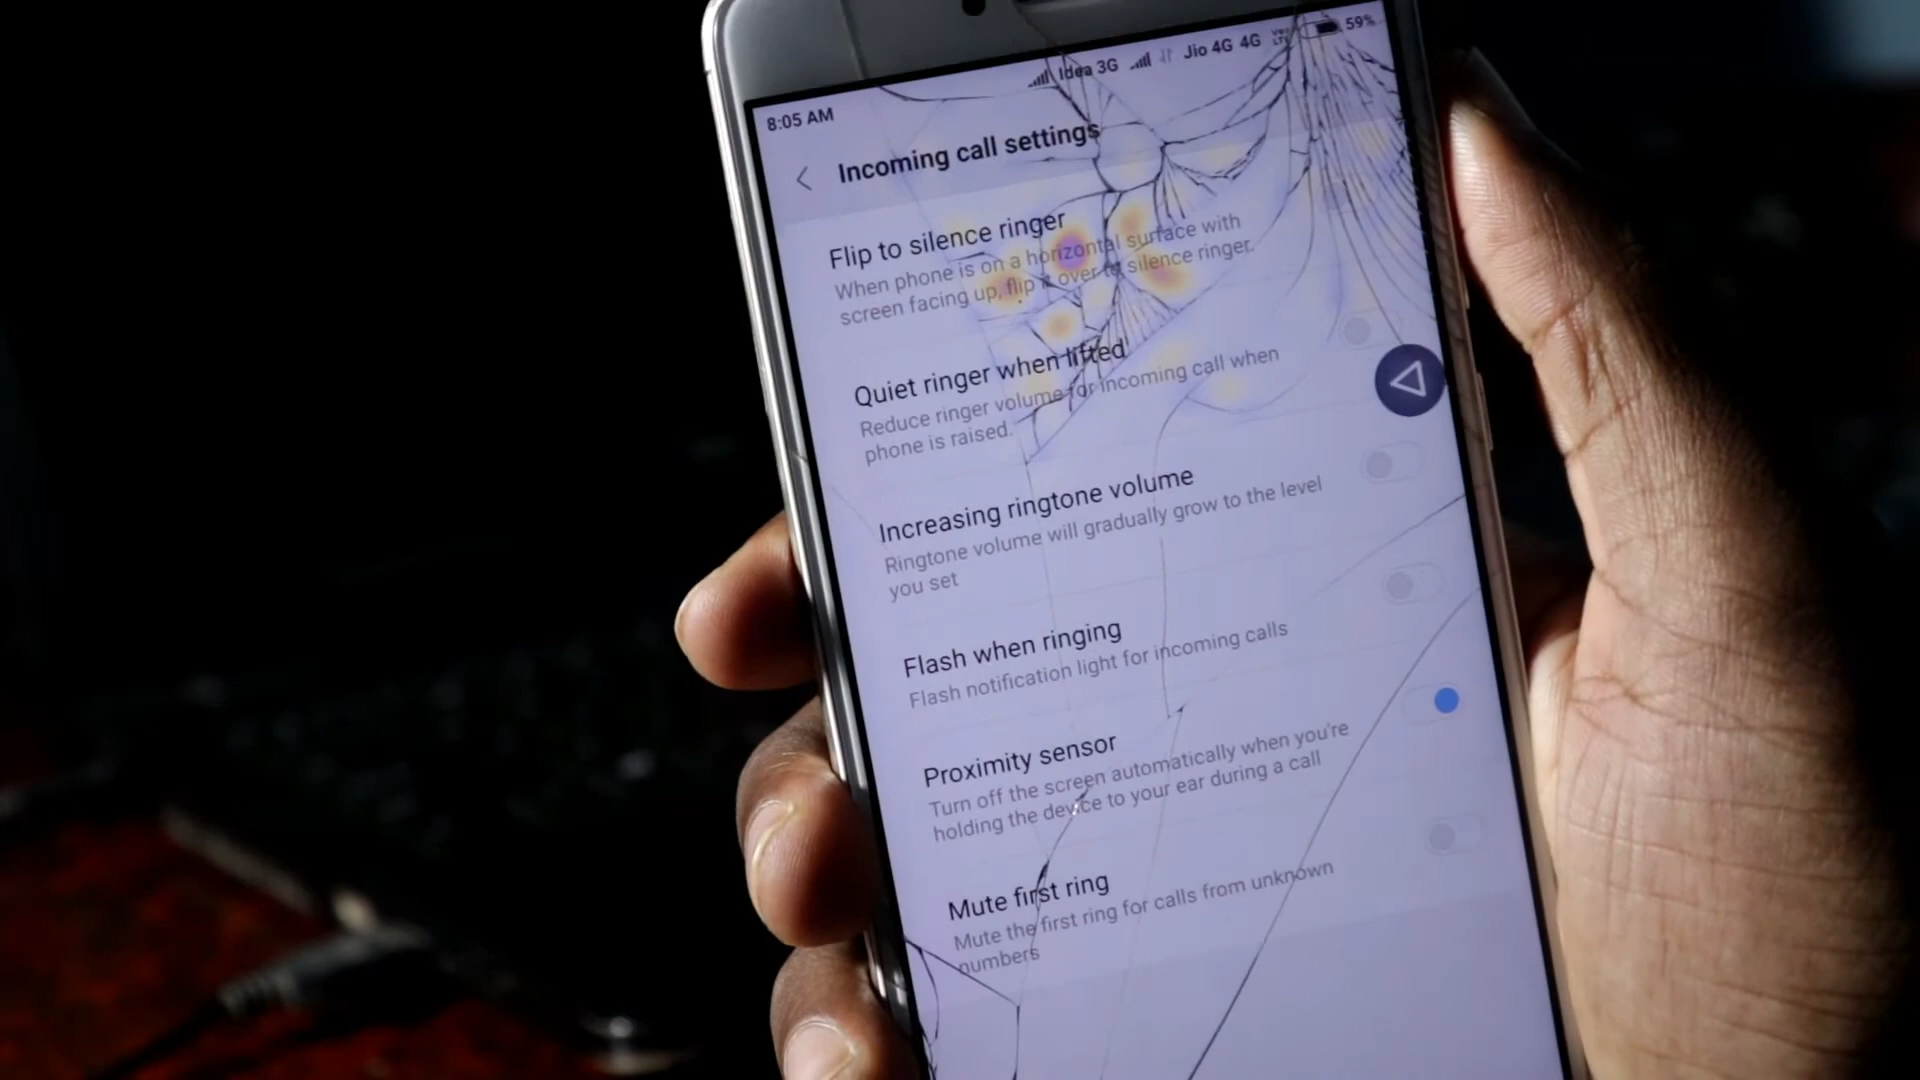 Idea 3G Jio 4G 4G 59%
8:05 AM
Incoming call settings
Flip to silence ringer
When phone is on a horizontal surface with
screen facing up, flip it over to silence ringer.
Quiet ringer when lifted
Reduce ringer volume for incoming call when
phone is raised.
Increasing ringtone volume
Ringtone volume will gradually grow to the level
you set
Flash when ringing
Flash notification light for incoming calls
Proximity sensor
Turn off the screen automatically when you're
holding the device to your ear during a call
Mute first ring
Mute the first ring for calls from unknown
numbers